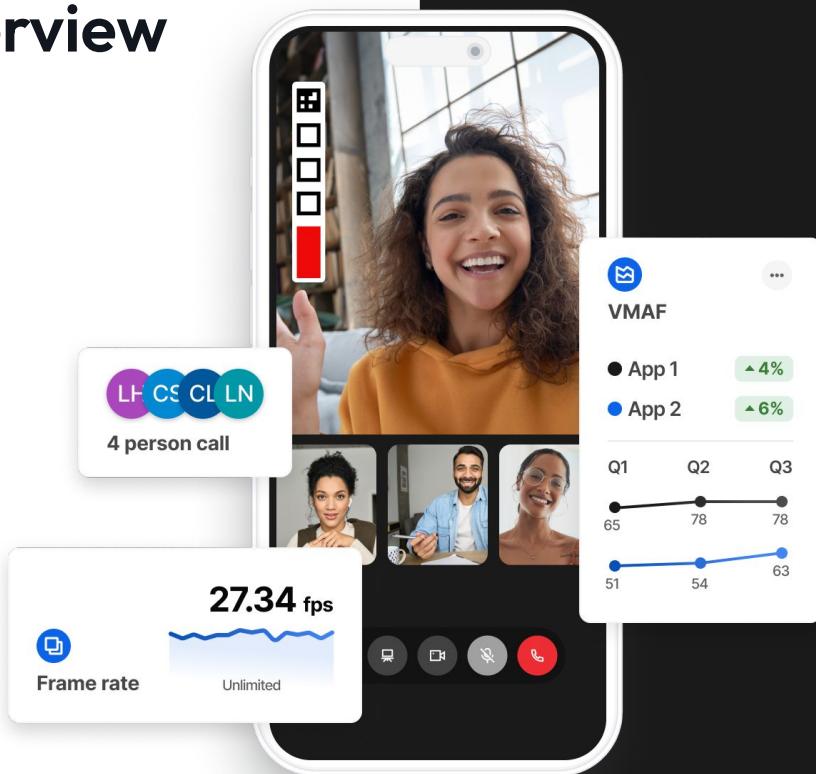 rview
VMAF
App 1 4%
App 2 6%
Q1 Q2 Q3
65 78 78
51 54 63
LH CS CL LN
4 person call
27.34 fps
Frame rate
Unlimited